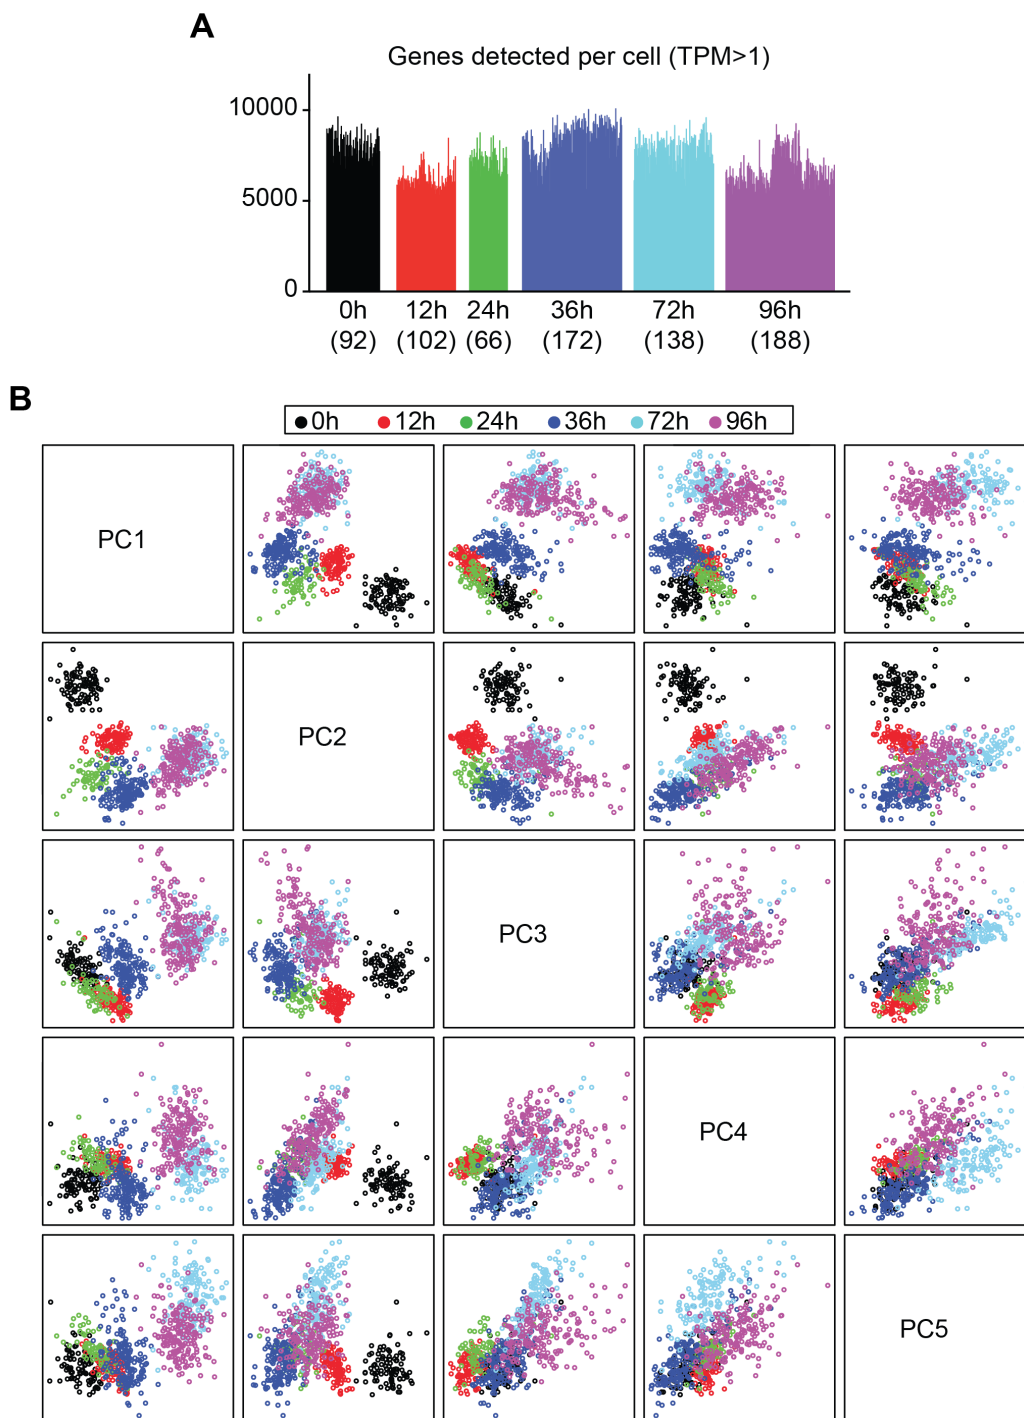 A
Genes detected per cell (TPM>1)
10000
5000
0
0h 12h 24h 36h 72h 96h
(92) (102) (66) (172) (138) (188)
B
0h 12h 24h 36h 72h 96h
PC1
PC2
PC3
PC4
PC5